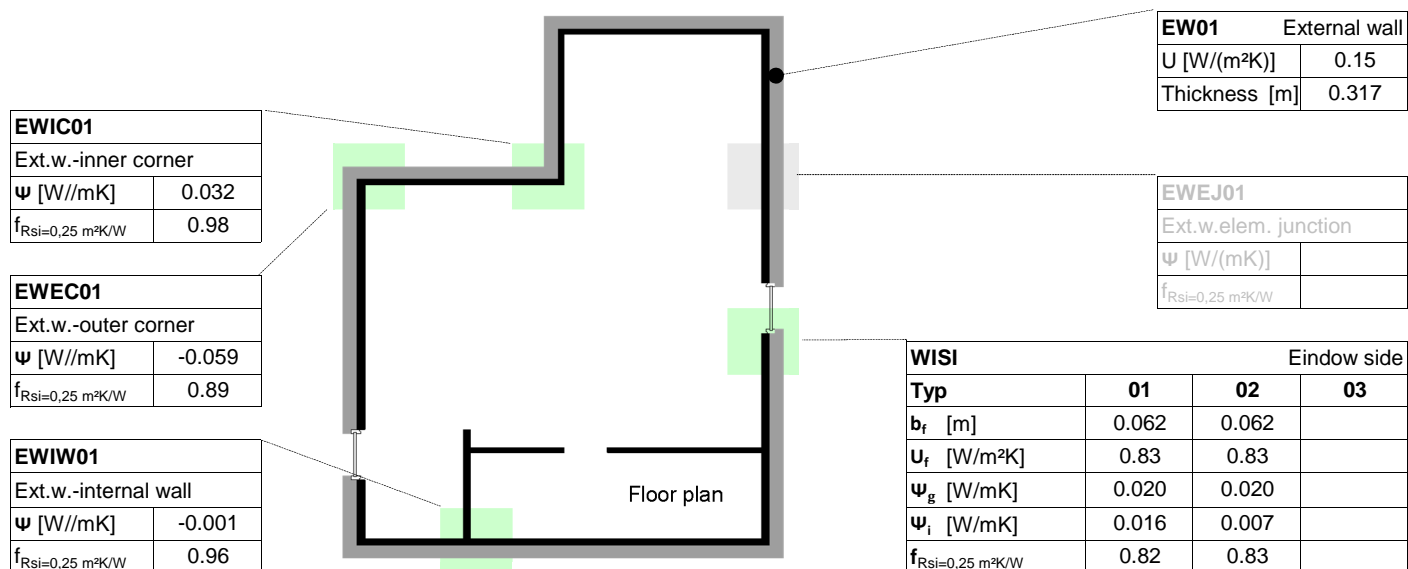 EW01 External wall
U [W/(m²K)] 0.15
Thickness [m] 0.317
EWIC01
Ext.w.-inner corner
Ψ [W//mK] 0.032
fRsi=0,25 m²K/W 0.98
EWEC01
Ext.w.-outer corner
Ψ [W//mK] -0.059
fRsi=0,25 m²K/W 0.89
EWIW01
Ext.w.-internal wall
Ψ [W//mK] -0.001
fRsi=0,25 m²K/W 0.96
Floor plan
EWEJ01
Ext.w.elem. junction
Ψ [W/(mK)]
fRsi=0,25 m²K/W
WISI Eindow side
Typ 01 02 03
bf [m] 0.062 0.062
Uf [W/m²K] 0.83 0.83
Ψg [W/mK] 0.020 0.020
Ψi [W/mK] 0.016 0.007
fRsi=0,25 m²K/W 0.82 0.83